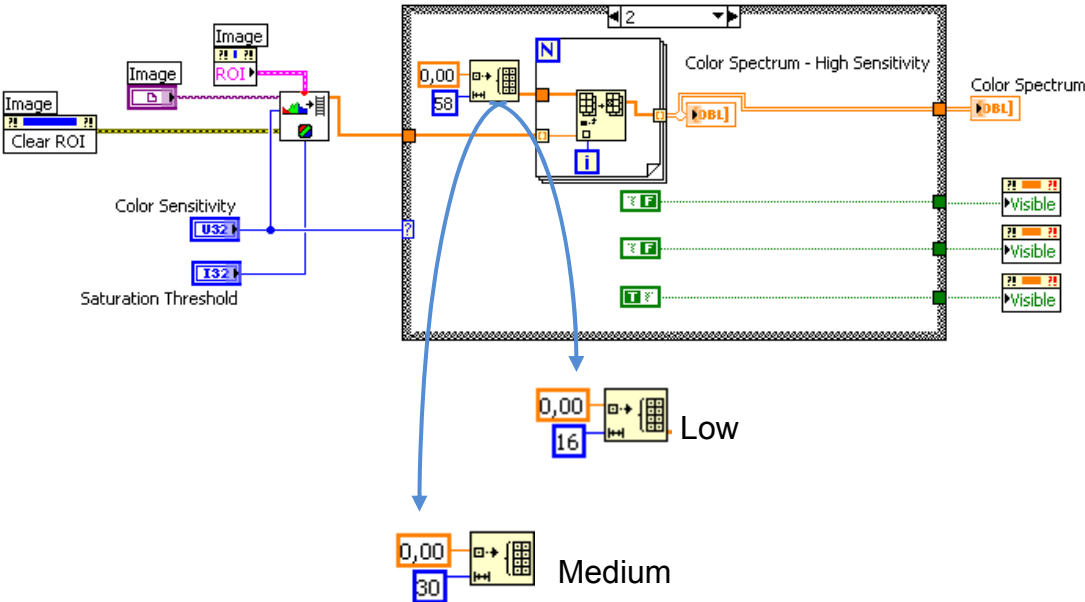 2
Image
ROI
Image
Image
Clear ROI
N
0,00
58
i
Color Spectrum - High Sensitivity
DBL]
Color Spectrum
DBL]
Color Sensitivity
U32
?
I32
Saturation Threshold
F
Visible
F
Visible
T
Visible
0,00
16
Low
0,00
30
Medium